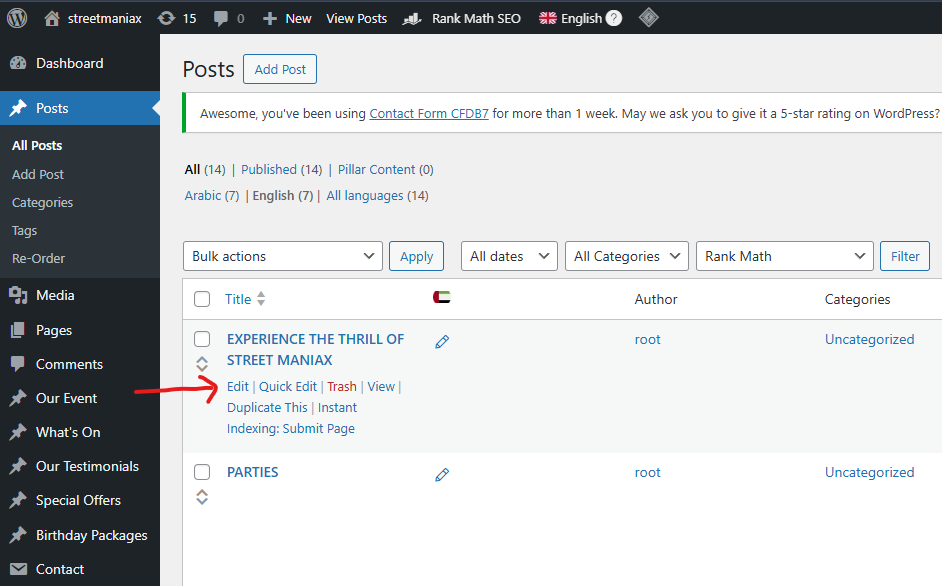 streetmaniax 15 0 New View Posts Rank Math SEO English ?
Dashboard
Posts
All Posts
Add Post
Categories
Tags
Re-Order
Media
Pages
Comments
Our Event
What's On
Our Testimonials
Special Offers
Birthday Packages
Contact
Posts Add Post
Awesome, you've been using Contact Form CFDB7 for more than 1 week. May we ask you to give it a 5-star rating on WordPress?
All (14) | Published (14) | Pillar Content (0)
Arabic (7) | English (7) | All languages (14)
Bulk actions Apply All dates All Categories Rank Math Filter
Title Author Categories
EXPERIENCE THE THRILL OF root Uncategorized
STREET MANIAX
Edit | Quick Edit | Trash | View |
Duplicate This | Instant
Indexing: Submit Page
PARTIES root Uncategorized